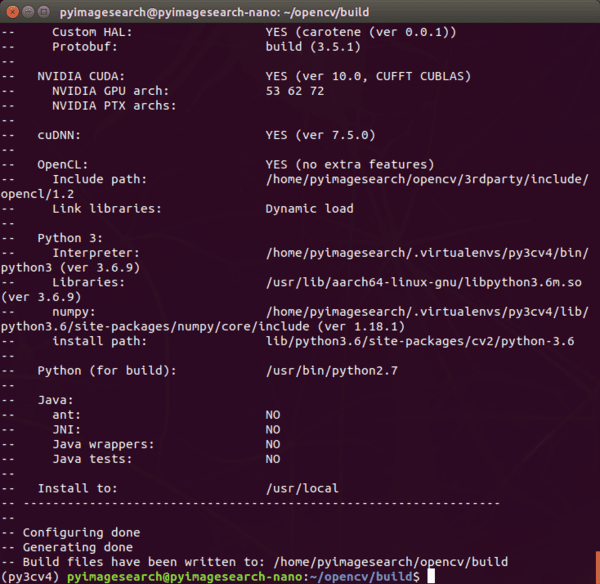 pyimagesearch@pyimagesearch-nano: ~/opencv/build
--     Custom HAL:                  YES (carotene (ver 0.0.1))
--     Protobuf:                    build (3.5.1)
--
--   NVIDIA CUDA:                   YES (ver 10.0, CUFFT CUBLAS)
--     NVIDIA GPU arch:             53 62 72
--     NVIDIA PTX archs:
--
--   cuDNN:                         YES (ver 7.5.0)
--
--   OpenCL:                        YES (no extra features)
--     Include path:                /home/pyimagesearch/opencv/3rdparty/include/
opencl/1.2
--     Link libraries:              Dynamic load
--
--   Python 3:
--     Interpreter:                 /home/pyimagesearch/.virtualenvs/py3cv4/bin/
python3 (ver 3.6.9)
--     Libraries:                   /usr/lib/aarch64-linux-gnu/libpython3.6m.so
(ver 3.6.9)
--     numpy:                       /home/pyimagesearch/.virtualenvs/py3cv4/lib/
python3.6/site-packages/numpy/core/include (ver 1.18.1)
--     install path:                lib/python3.6/site-packages/cv2/python-3.6
--
--   Python (for build):            /usr/bin/python2.7
--
--   Java:
--     ant:                         NO
--     JNI:                         NO
--     Java wrappers:               NO
--     Java tests:                  NO
--
--   Install to:                    /usr/local
-- -----------------------------------------------------------------
--
-- Configuring done
-- Generating done
-- Build files have been written to: /home/pyimagesearch/opencv/build
(py3cv4) pyimagesearch@pyimagesearch-nano:~/opencv/build$